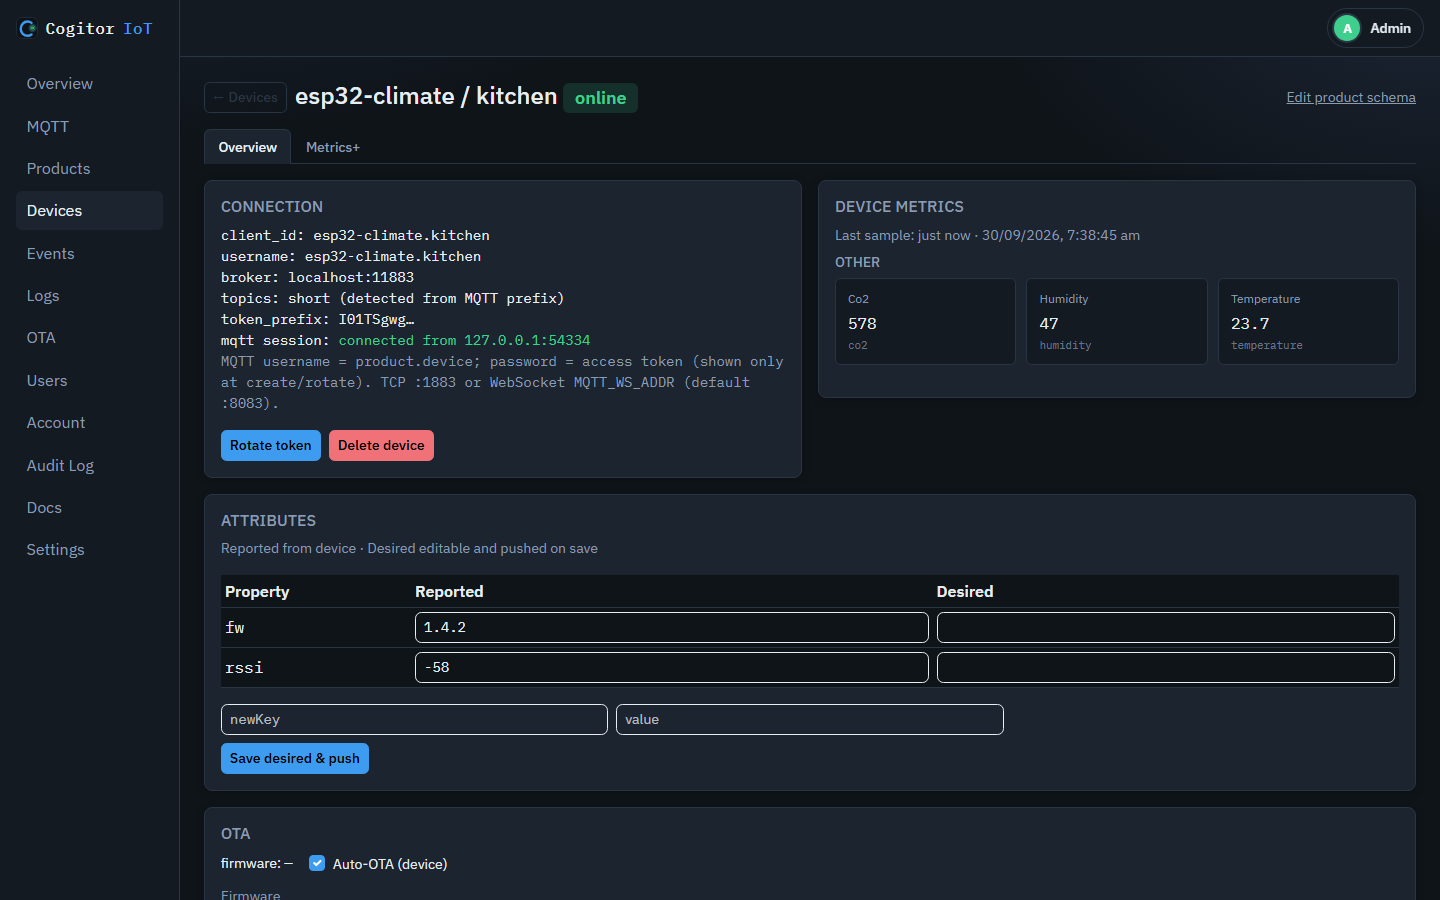 Cogitor IoT
A Admin
Overview
MQTT
Products
Devices
Events
Logs
OTA
Users
Account
Audit Log
Docs
Settings
← Devices
esp32-climate / kitchen online
Edit product schema
Overview Metrics+
CONNECTION
client_id: esp32-climate.kitchen
username: esp32-climate.kitchen
broker: localhost:11883
topics: short (detected from MQTT prefix)
token_prefix: I01TSgwg…
mqtt session: connected from 127.0.0.1:54334
MQTT username = product.device; password = access token (shown only
at create/rotate). TCP :1883 or WebSocket MQTT_WS_ADDR (default
:8083).
Rotate token Delete device
DEVICE METRICS
Last sample: just now · 30/09/2026, 7:38:45 am
OTHER
Co2
578
co2
Humidity
47
humidity
Temperature
23.7
temperature
ATTRIBUTES
Reported from device · Desired editable and pushed on save
Property Reported Desired
fw 1.4.2
rssi -58
newKey value
Save desired & push
OTA
firmware: — Auto-OTA (device)
Firmware